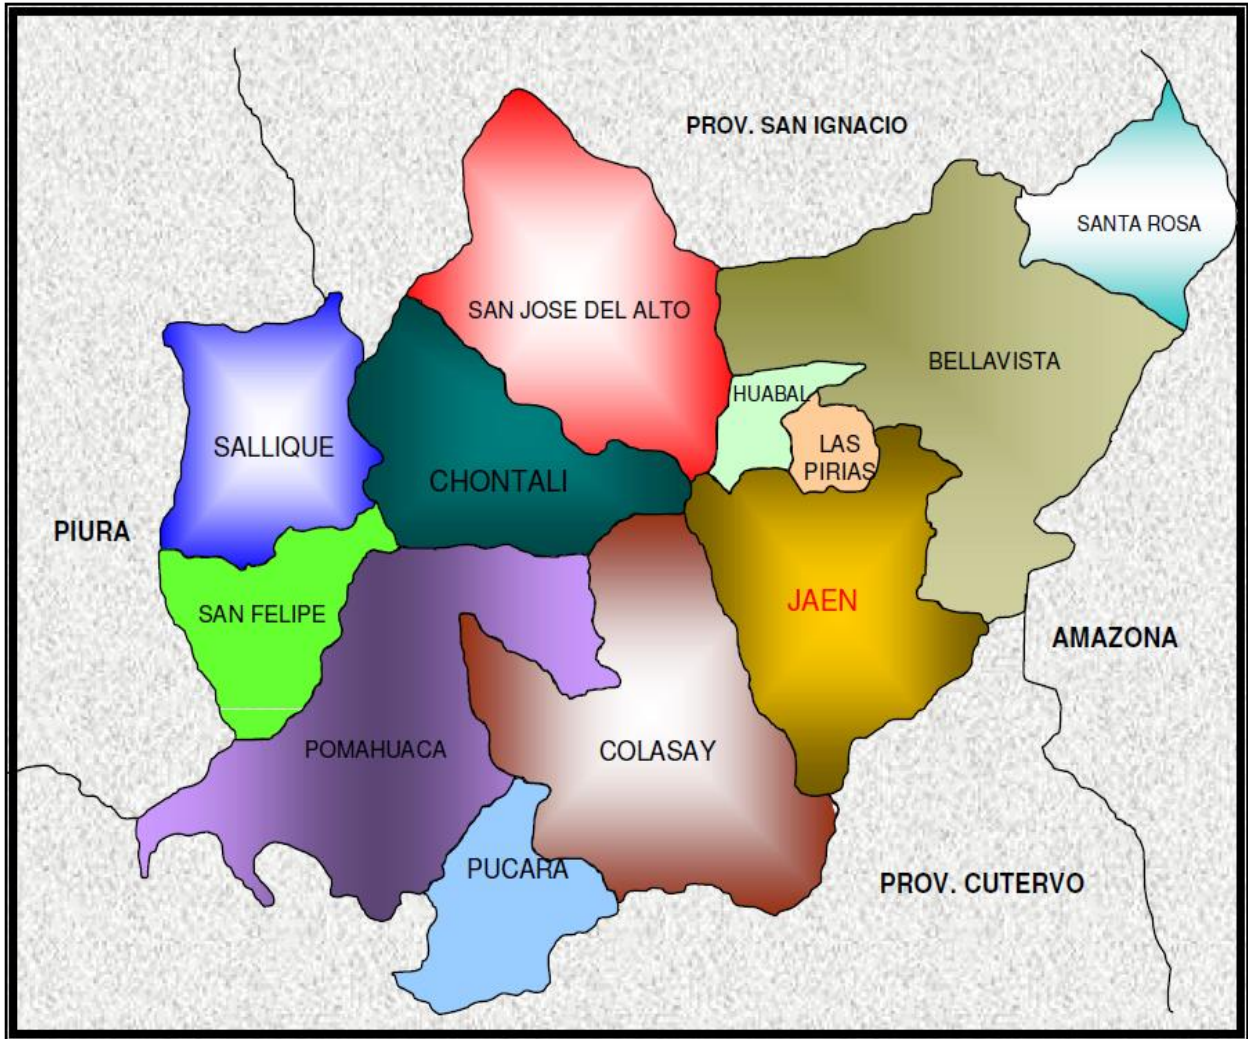 PROV. SAN IGNACIO
SANTA ROSA
SAN JOSE DEL ALTO
BELLAVISTA
HUABAL
SALLIQUE
LAS
PIRIAS
CHONTALI
PIURA
JAEN
SAN FELIPE
AMAZONA
POMAHUACA
COLASAY
PUCARA
PROV. CUTERVO